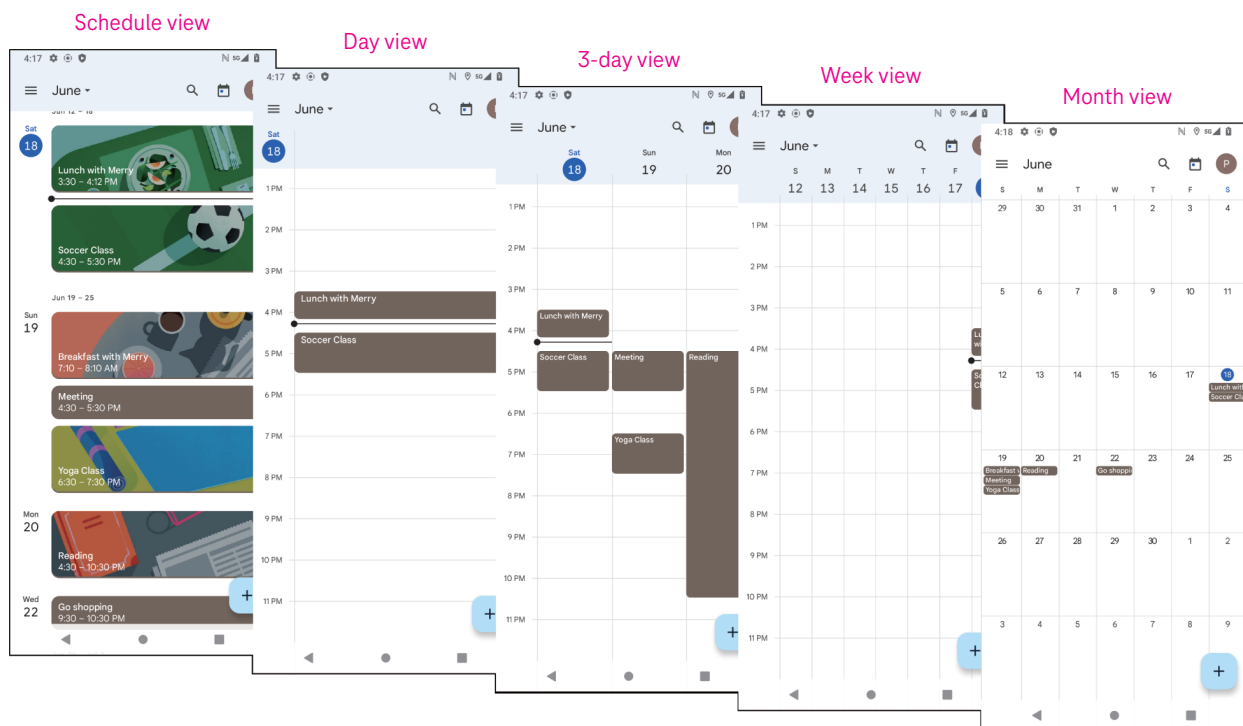 Schedule view
4:17
5G
June
Jun 12 – 18
Sat
18
Lunch with Merry
3:30 – 4:12 PM
Soccer Class
4:30 – 5:30 PM
Jun 19 – 25
Sun
19
Breakfast with Merry
7:10 – 8:10 AM
Meeting
4:30 – 5:30 PM
Yoga Class
6:30 – 7:30 PM
Mon
20
Reading
4:30 – 10:30 PM
Wed
22
Go shopping
9:30 – 10:30 PM
Day view
4:17
5G
June
Sat
18
1 PM
2 PM
3 PM
Lunch with Merry
4 PM
Soccer Class
5 PM
6 PM
7 PM
8 PM
9 PM
10 PM
11 PM
3-day view
4:17
5G
June
Sat Sun Mon
18 19 20
1 PM
2 PM
3 PM
Lunch with Merry
4 PM
Soccer Class Meeting Reading
5 PM
6 PM
Yoga Class
7 PM
8 PM
9 PM
10 PM
11 PM
Week view
4:17
5G
June
S M T W T F
12 13 14 15 16 17
1 PM
2 PM
3 PM
4 PM
5 PM
6 PM
7 PM
8 PM
9 PM
10 PM
11 PM
Month view
4:18
5G
June P
S M T W T F S
29 30 31 1 2 3 4
5 6 7 8 9 10 11
12 13 14 15 16 17 18
Lunch with
Soccer Cla
19 20 21 22 23 24 25
Breakfast Reading Go shoppi
Meeting
Yoga Class
26 27 28 29 30 1 2
3 4 5 6 7 8 9